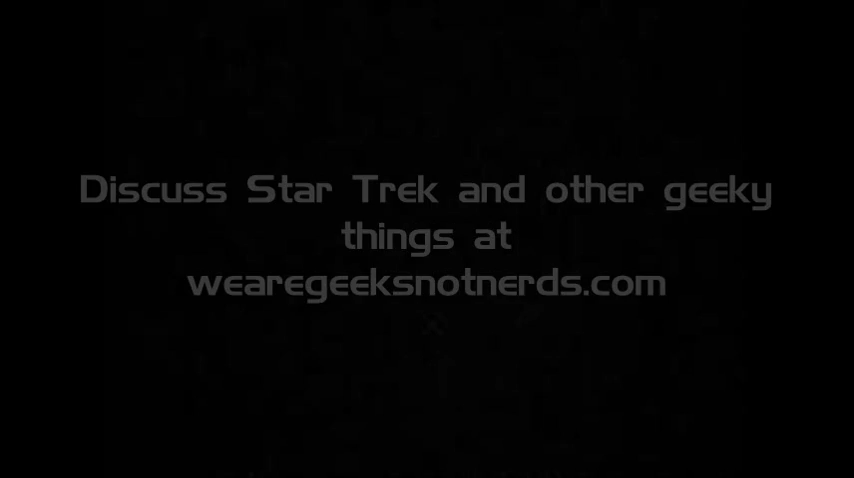 Discuss Star Trek and other geeky
things at
wearegeeksnotnerds.com